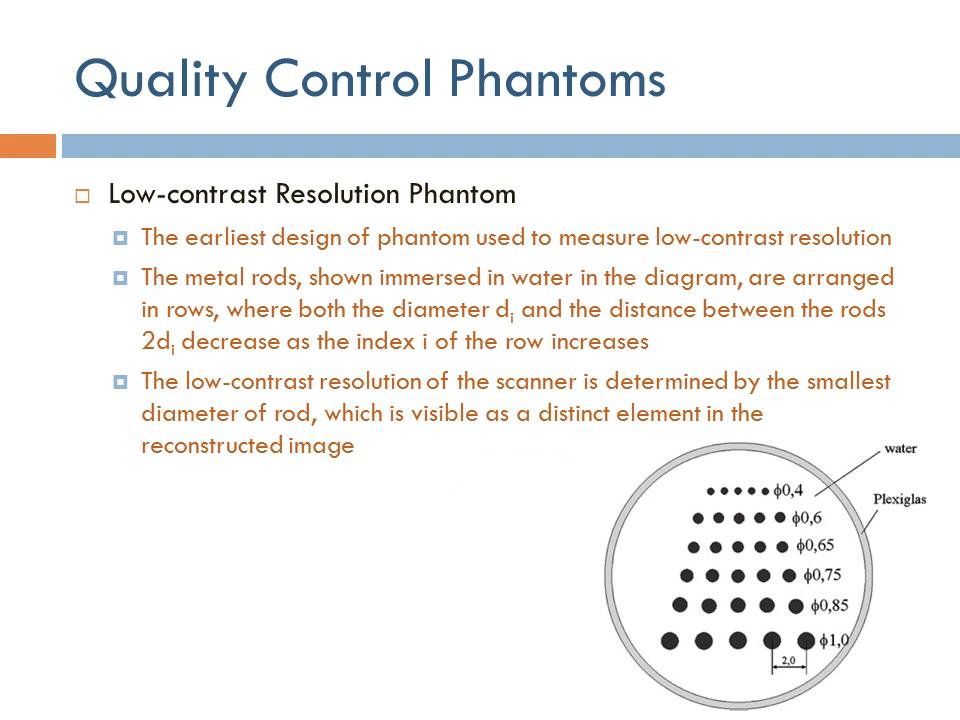 Quality Control Phantoms
Low-contrast Resolution Phantom
The earliest design of phantom used to measure low-contrast resolution
The metal rods, shown immersed in water in the diagram, are arranged
in rows, where both the diameter di and the distance between the rods
2di decrease as the index i of the row increases
The low-contrast resolution of the scanner is determined by the smallest
diameter of rod, which is visible as a distinct element in the
reconstructed image
water
Plexiglas
ϕ0,4
ϕ0,6
ϕ0,65
ϕ0,75
ϕ0,85
ϕ1,0
2,0